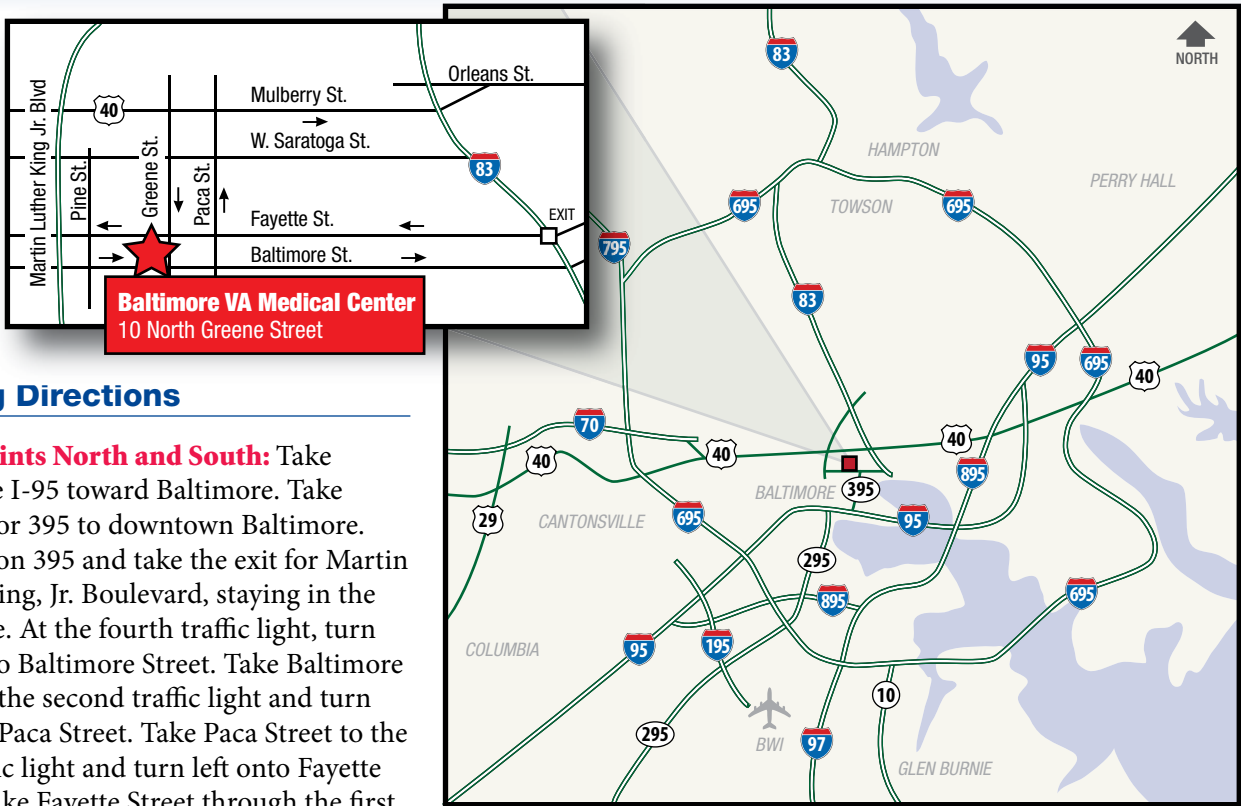 Orleans St.
Mulberry St.
40
W. Saratoga St.
83
Martin Luther King Jr. Blvd
Pine St.
Greene St.
Paca St.
Fayette St.
EXIT
Baltimore St.
Baltimore VA Medical Center
10 North Greene Street
Directions
North and South: Take
I-95 toward Baltimore. Take
395 to downtown Baltimore.
on 395 and take the exit for Martin
Jr. Boulevard, staying in the
At the fourth traffic light, turn
Baltimore Street. Take Baltimore
the second traffic light and turn
Paca Street. Take Paca Street to the
light and turn left onto Fayette
Fayette Street through the first
83
NORTH
HAMPTON
PERRY HALL
695
TOWSON
695
795
83
95
695
40
70
40
40
40
895
BALTIMORE
395
29
CANTONSVILLE
695
95
295
895
695
COLUMBIA
95
195
10
295
BWI
97
GLEN BURNIE